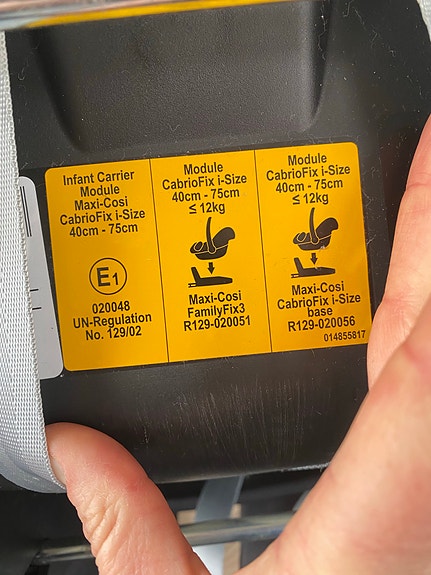 Infant Carrier
Module
Maxi-Cosi
CabrioFix i-Size
40cm - 75cm
E1
020048
UN-Regulation
No. 129/02
Module
CabrioFix i-Size
40cm - 75cm
≤ 12kg
Maxi-Cosi
FamilyFix3
R129-020051
Module
CabrioFix i-Size
40cm - 75cm
≤ 12kg
Maxi-Cosi
CabrioFix i-Size
base
R129-020056
014855817